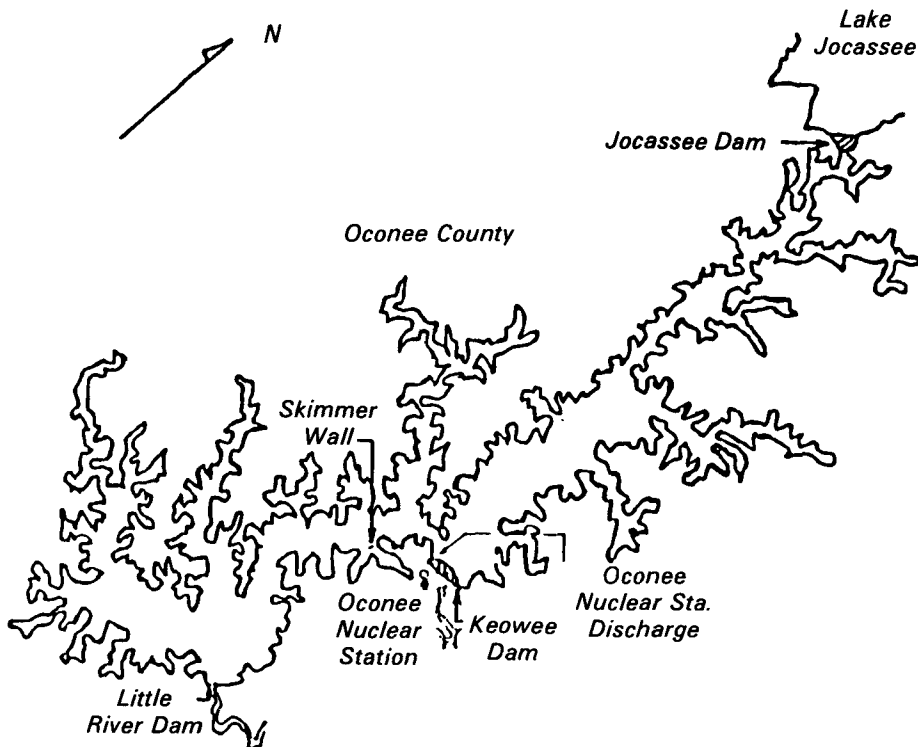 N
Lake
Jocassee
Jocassee Dam
Oconee County
Skimmer
Wall
Oconee
Nuclear
Station
Keowee
Dam
Oconee
Nuclear Sta.
Discharge
Little
River Dam